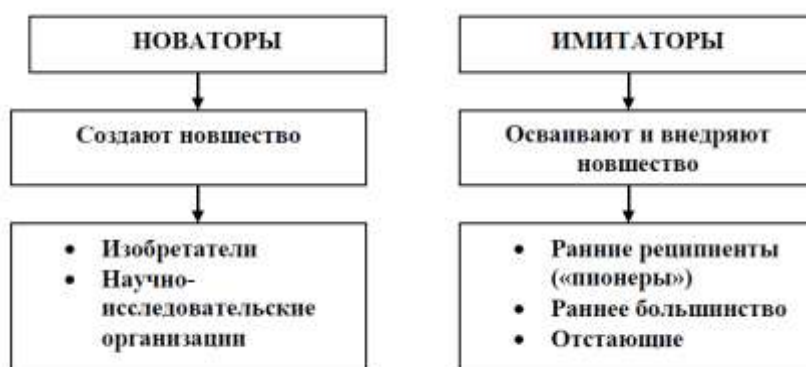 НОВАТОРЫ
Создают новшество
• Изобретатели
• Научно-
исследовательские
организации
ИМИТАТОРЫ
Осваивают и внедряют
новшество
• Ранние реципиенты
(«пионеры»)
• Раннее большинство
• Отстающие